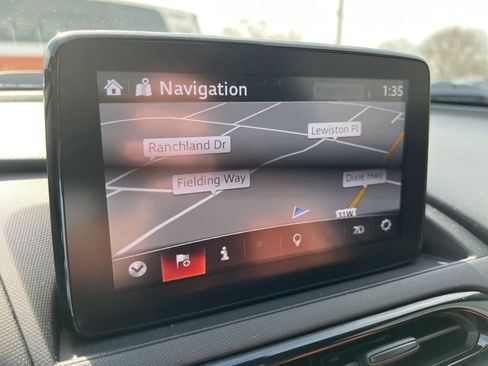 Navigation
1:35
Lewiston Pl
Ranchland Dr
Fielding Way
Dixie Hwy
31W
2D